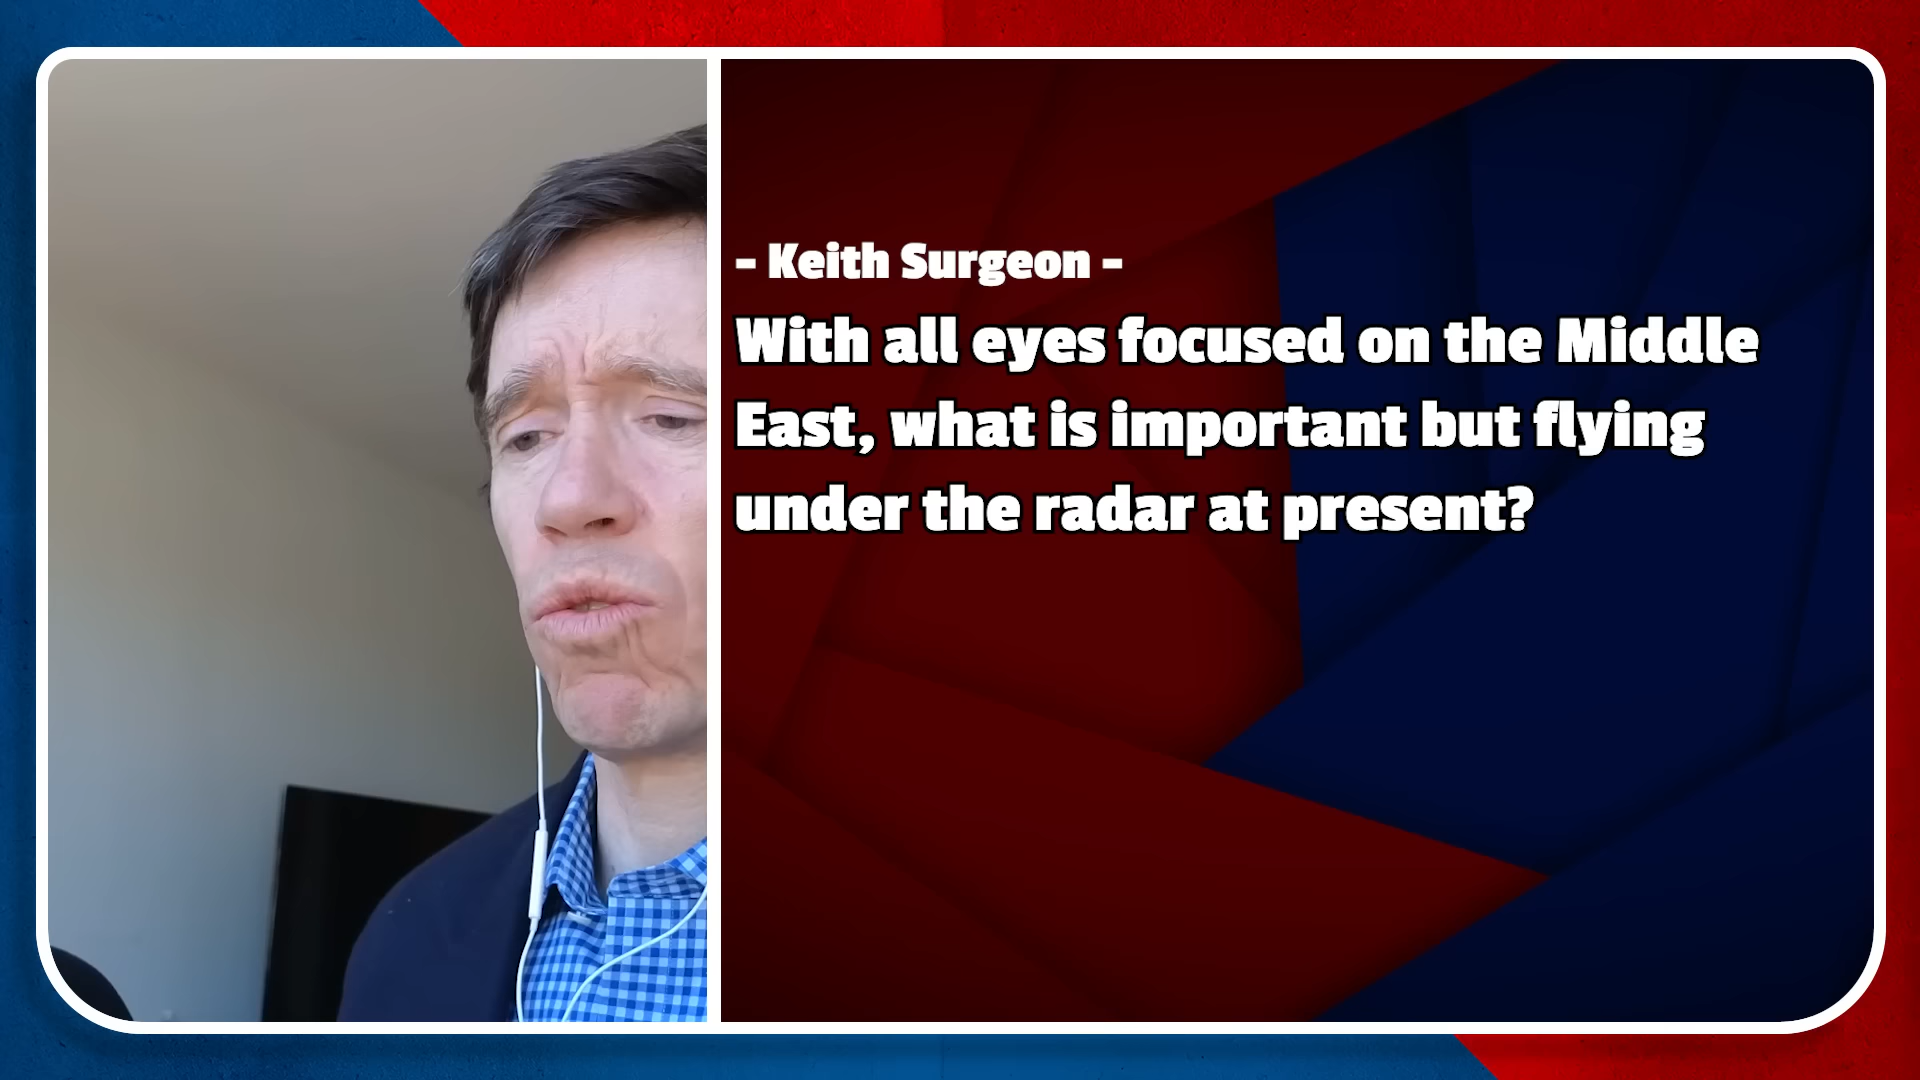 - Keith Surgeon -
With all eyes focused on the Middle
East, what is important but flying
under the radar at present?